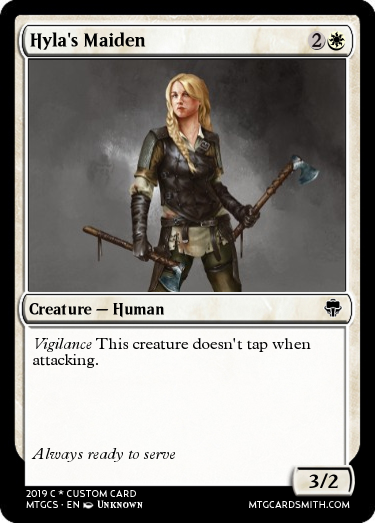 Hyla's Maiden 2
Creature — Human
Vigilance This creature doesn't tap when
attacking.
Always ready to serve
3/2
2019 C * CUSTOM CARD
MTGCS · EN Unknown
MTGCARDSMITH.COM